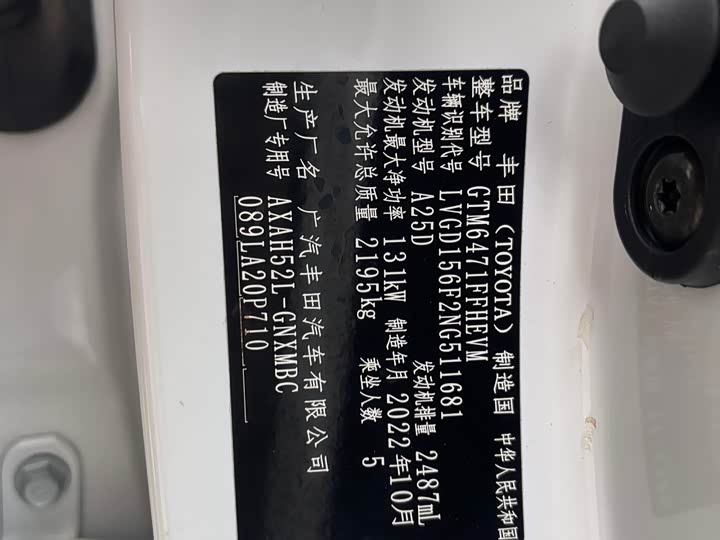 品牌 丰田（TOYOTA） 制造国 中华人民共和国
整车型号 GTM6471FFHEVM
车辆识别代号 LVGD156F2NG511681
发动机型号 A25D 发动机排量 2487mL
发动机最大净功率 131kW 制造年月 2022年10月
最大允许总质量 2195kg 乘坐人数 5
生产厂名 广汽丰田汽车有限公司
制造厂专用号 AXAH52L-GNXMBC
089LA20P710